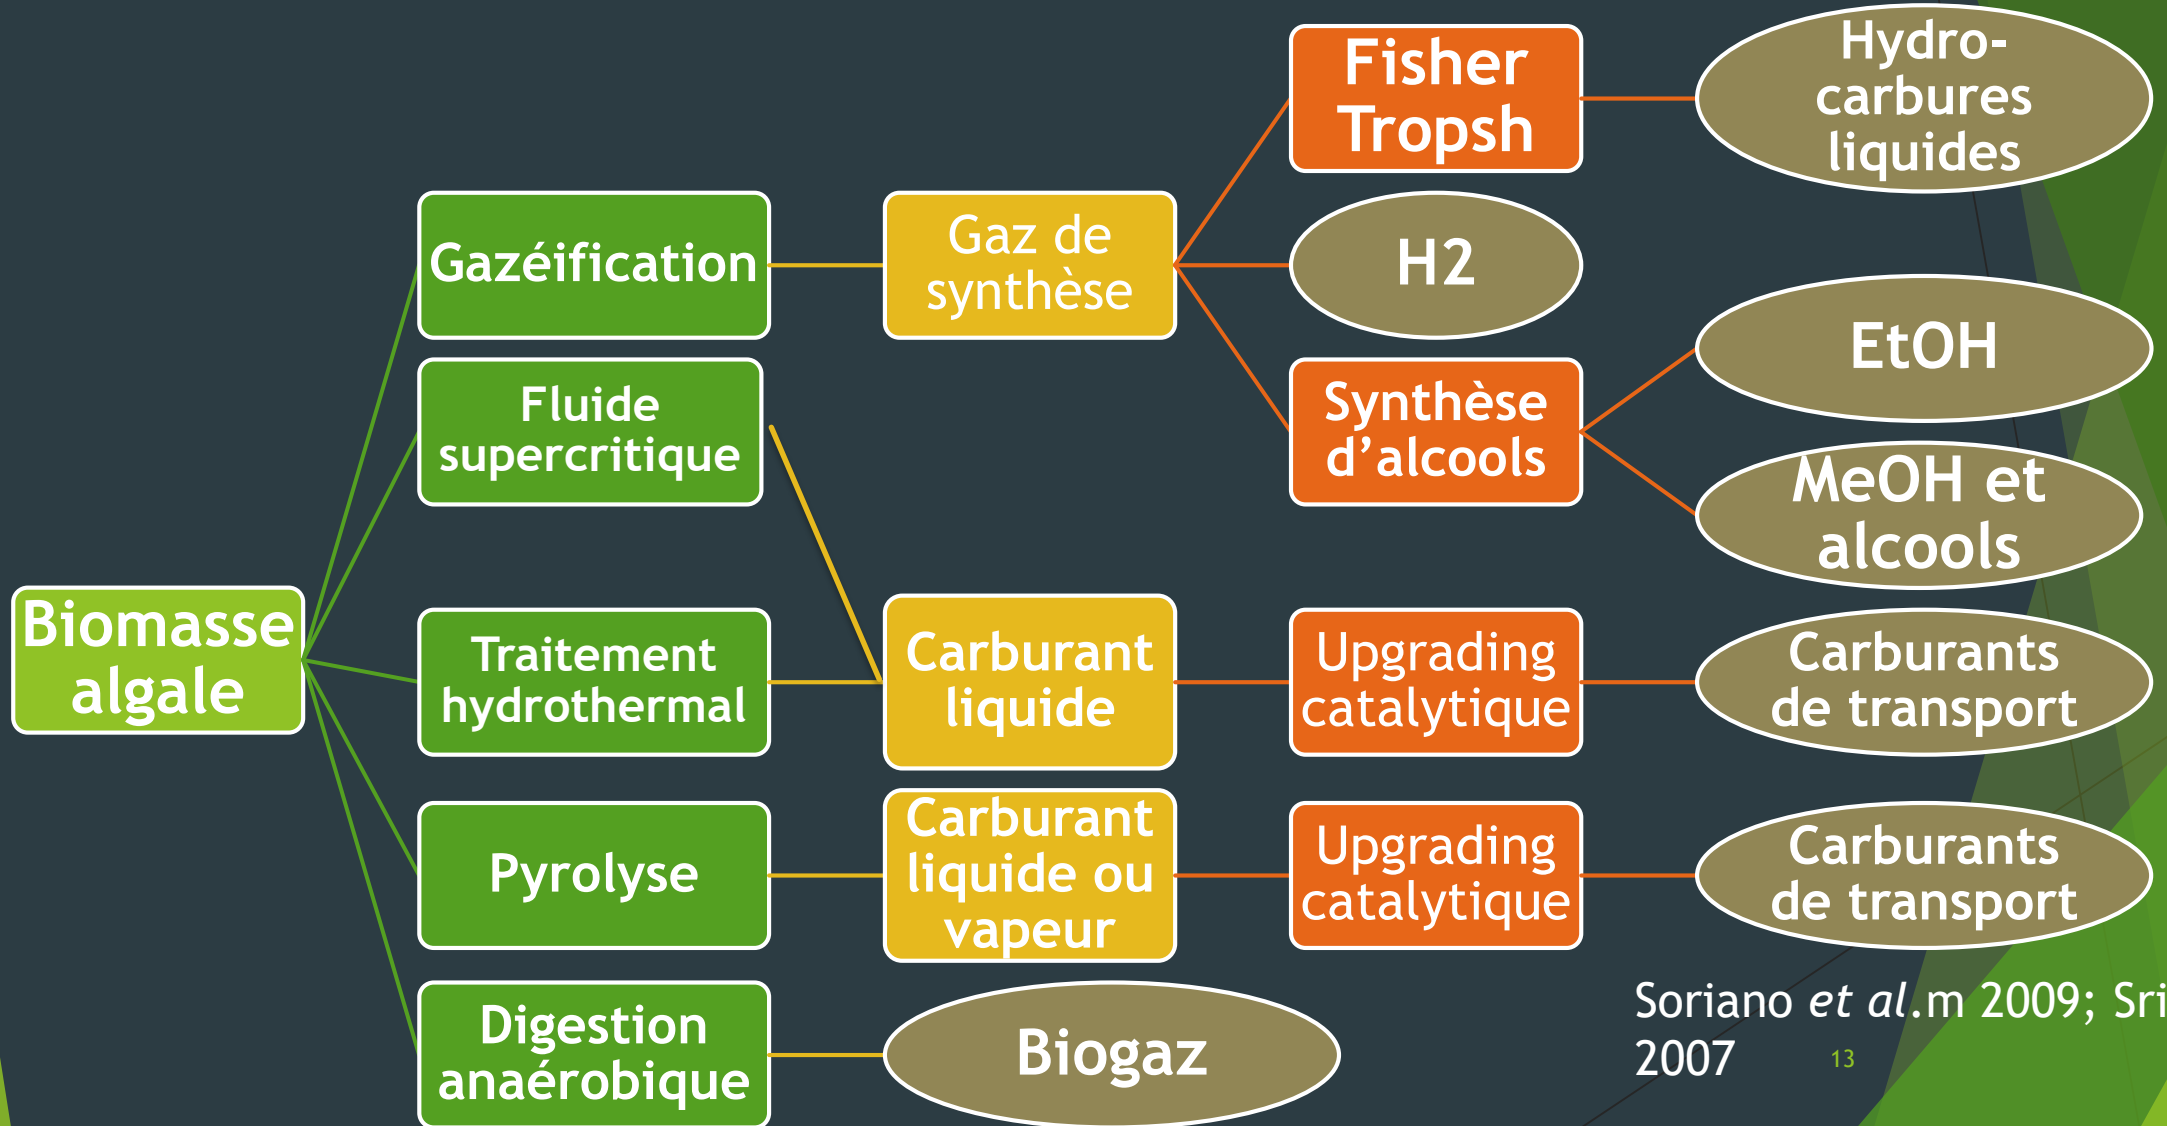 Biomasse
algale
Gazéification
Fluide
supercritique
Traitement
hydrothermal
Pyrolyse
Digestion
anaérobique
Gaz de
synthèse
Carburant
liquide
Carburant
liquide ou
vapeur
Biogaz
Fisher
Tropsh
H2
Synthèse
d’alcools
Upgrading
catalytique
Upgrading
catalytique
Hydro-
carbures
liquides
EtOH
MeOH et
alcools
Carburants
de transport
Carburants
de transport
Soriano et al.m 2009; Sri
2007
13